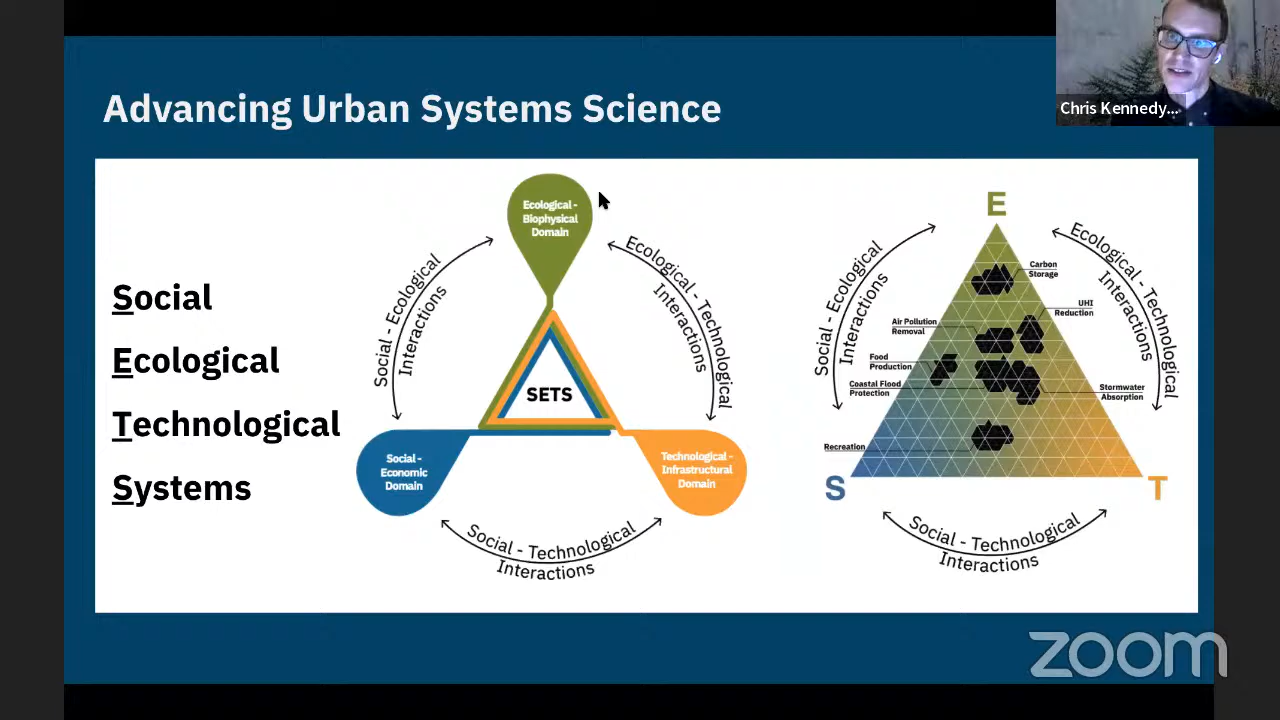 Advancing Urban Systems Science
Chris Kennedy...
Social
Ecological
Technological
Systems
Ecological -
Biophysical
Domain
Social - Ecological
Interactions
Ecological - Technological
Interactions
SETS
Social -
Economic
Domain
Technological -
Infrastructural
Domain
Social - Technological
Interactions
E
Social - Ecological
Interactions
Ecological - Technological
Interactions
Carbon
Storage
UHI
Reduction
Air Pollution
Removal
Food
Production
Coastal Flood
Protection
Stormwater
Absorption
Recreation
S
T
Social - Technological
Interactions
zoom